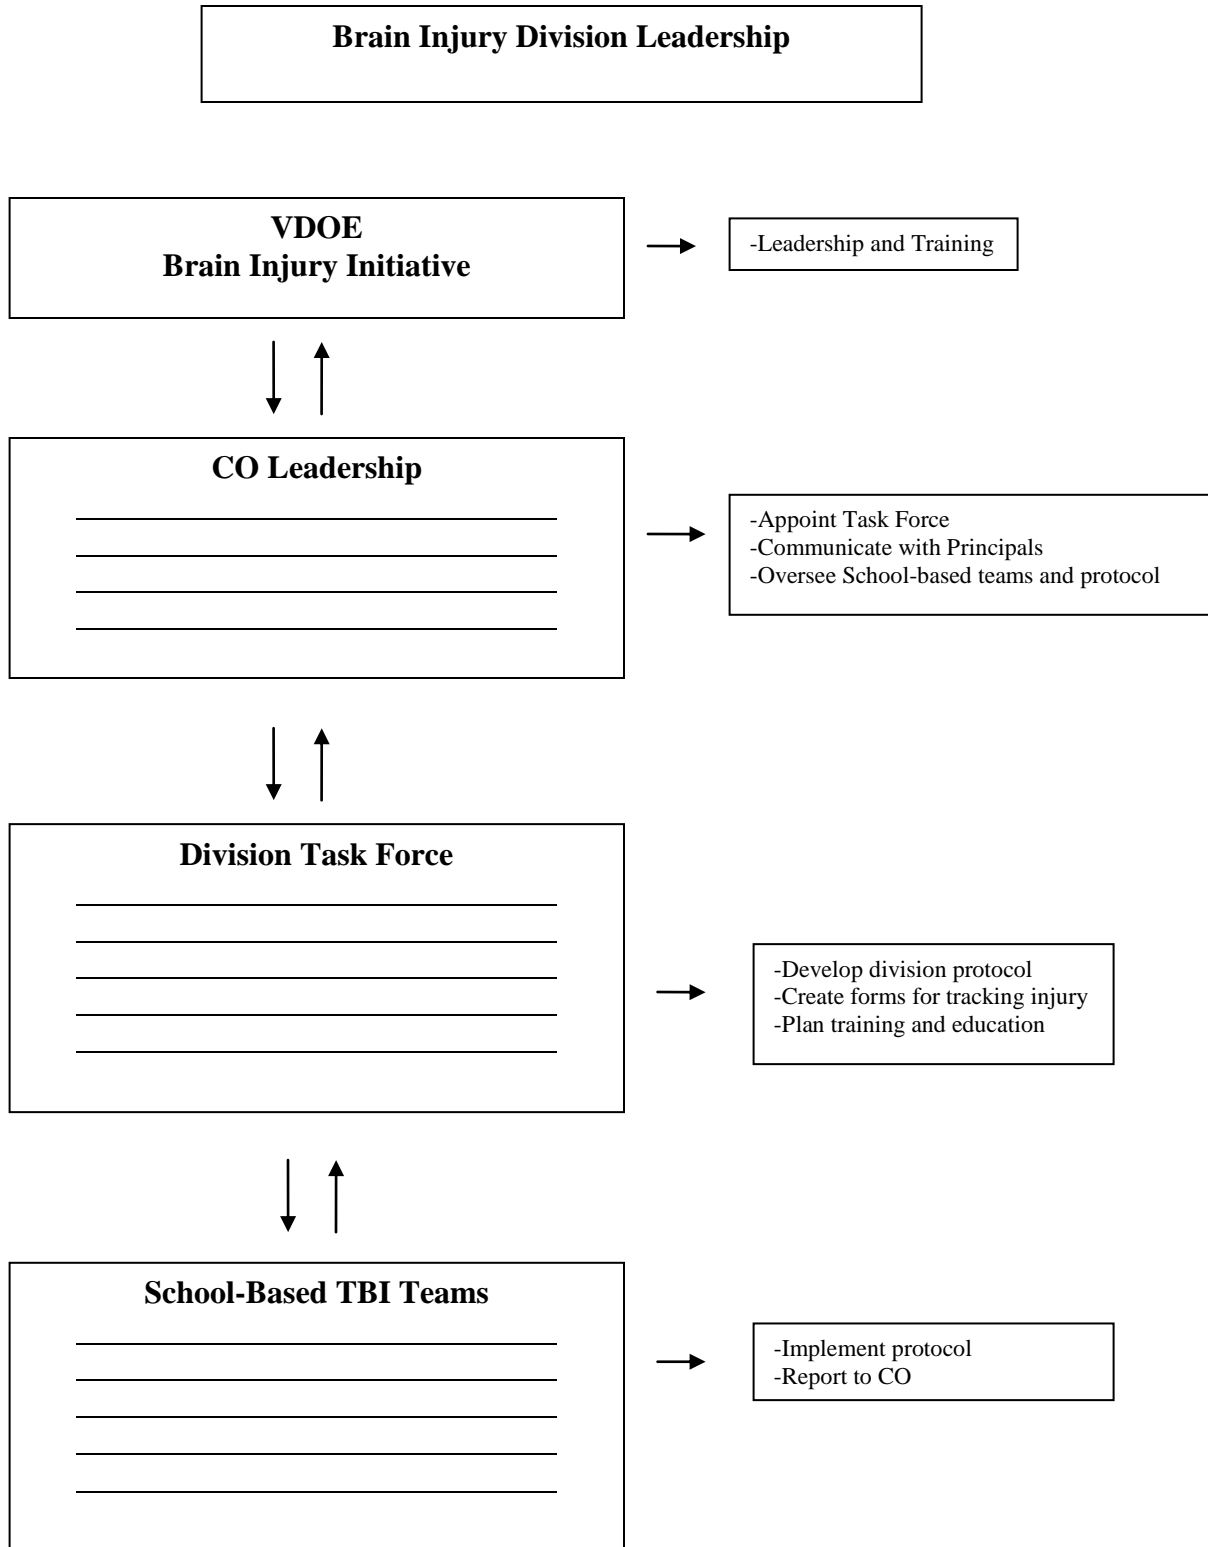 Brain Injury Division Leadership
VDOE
Brain Injury Initiative
-Leadership and Training
CO Leadership
-Appoint Task Force
-Communicate with Principals
-Oversee School-based teams and protocol
Division Task Force
-Develop division protocol
-Create forms for tracking injury
-Plan training and education
School-Based TBI Teams
-Implement protocol
-Report to CO